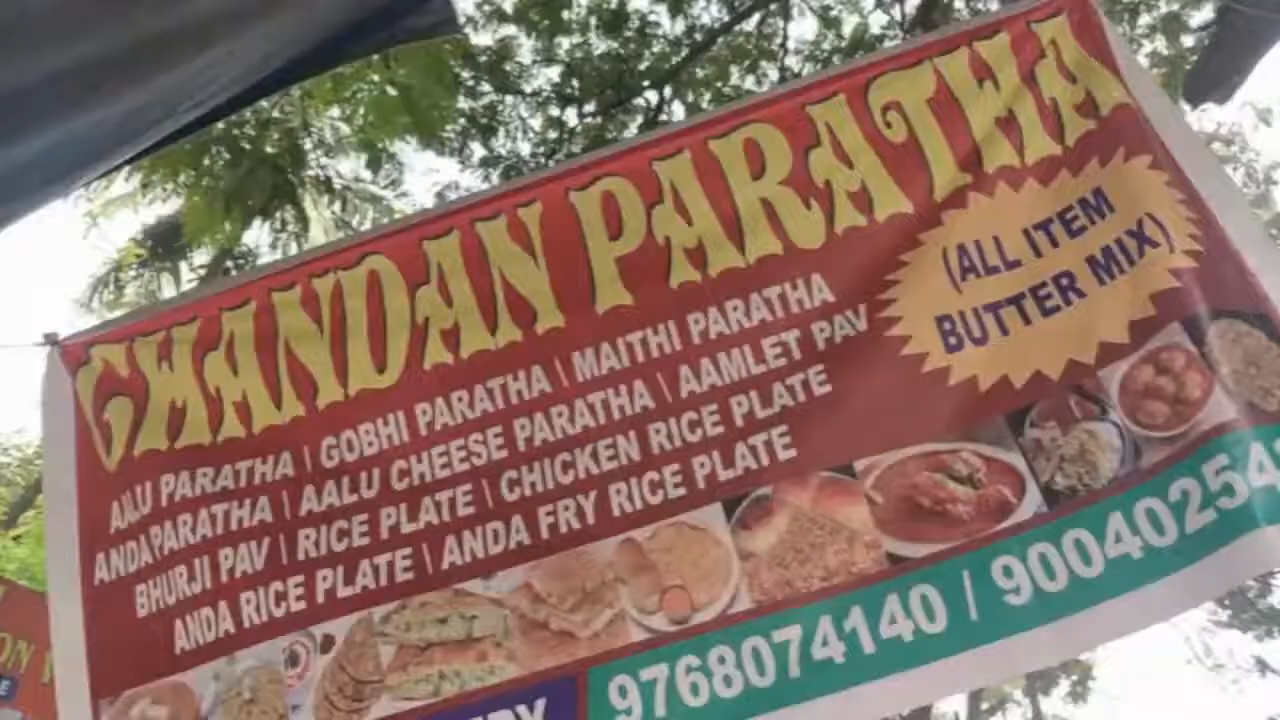 CHANDAN PARATHA
(ALL ITEM
BUTTER MIX)
AALU PARATHA | GOBHI PARATHA \ MAITHI PARATHA
ANDA PARATHA | AALU CHEESE PARATHA \ AAMLET PAV
BHURJI PAV | RICE PLATE \ CHICKEN RICE PLATE
ANDA RICE PLATE \ ANDA FRY RICE PLATE
9768074140 | 90040254